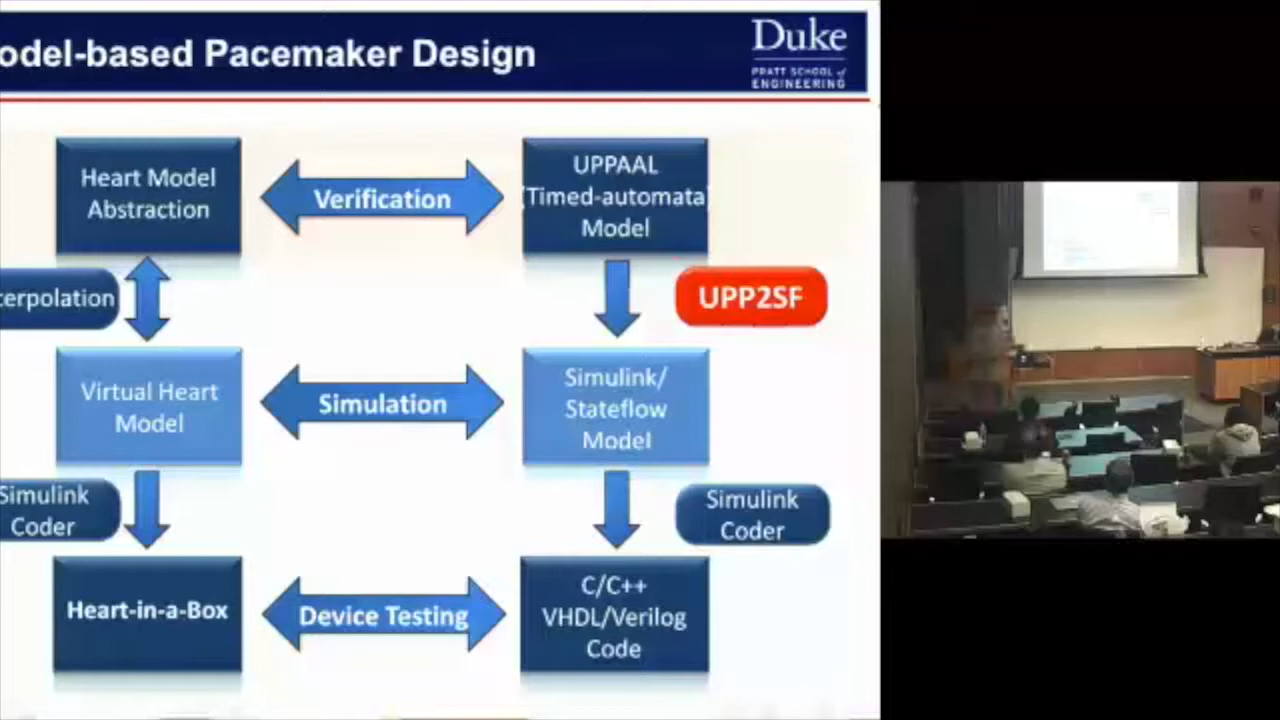 odel-based Pacemaker Design
Duke
PRATT SCHOOL of
ENGINEERING
Heart Model
Abstraction
Verification
UPPAAL
(Timed-automata)
Model
terpolation
UPP2SF
Virtual Heart
Model
Simulation
Simulink/
Stateflow
Model
Simulink
Coder
Simulink
Coder
Heart-in-a-Box
Device Testing
C/C++
VHDL/Verilog
Code